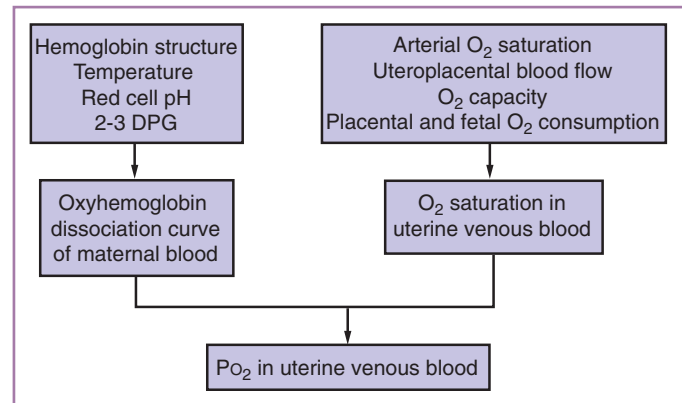 Hemoglobin structure
Temperature
Red cell pH
2-3 DPG
Arterial O₂ saturation
Uteroplacental blood flow
O₂ capacity
Placental and fetal O₂ consumption
Oxyhemoglobin
dissociation curve
of maternal blood
O₂ saturation in
uterine venous blood
PO₂ in uterine venous blood